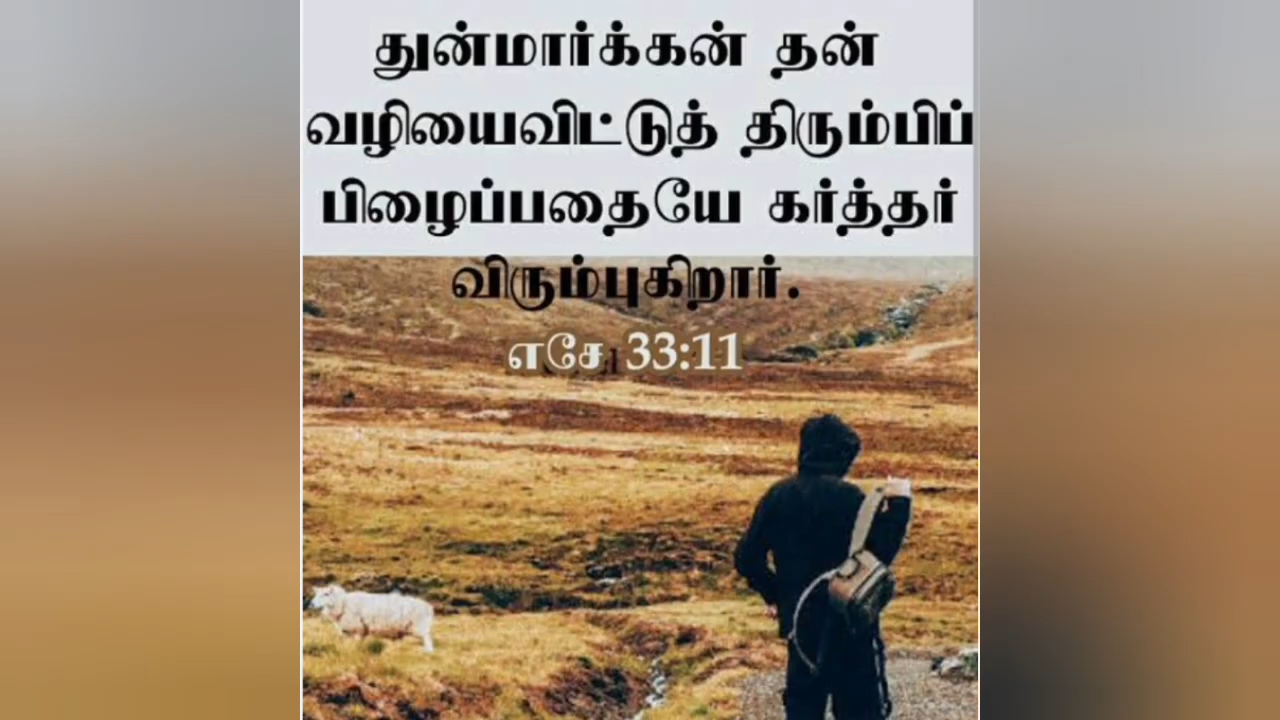 துன்மார்க்கன் தன்
வழியைவிட்டுத் திரும்பிப்
பிழைப்பதையே கர்த்தர்
விரும்புகிறார்.
எசே 33:11